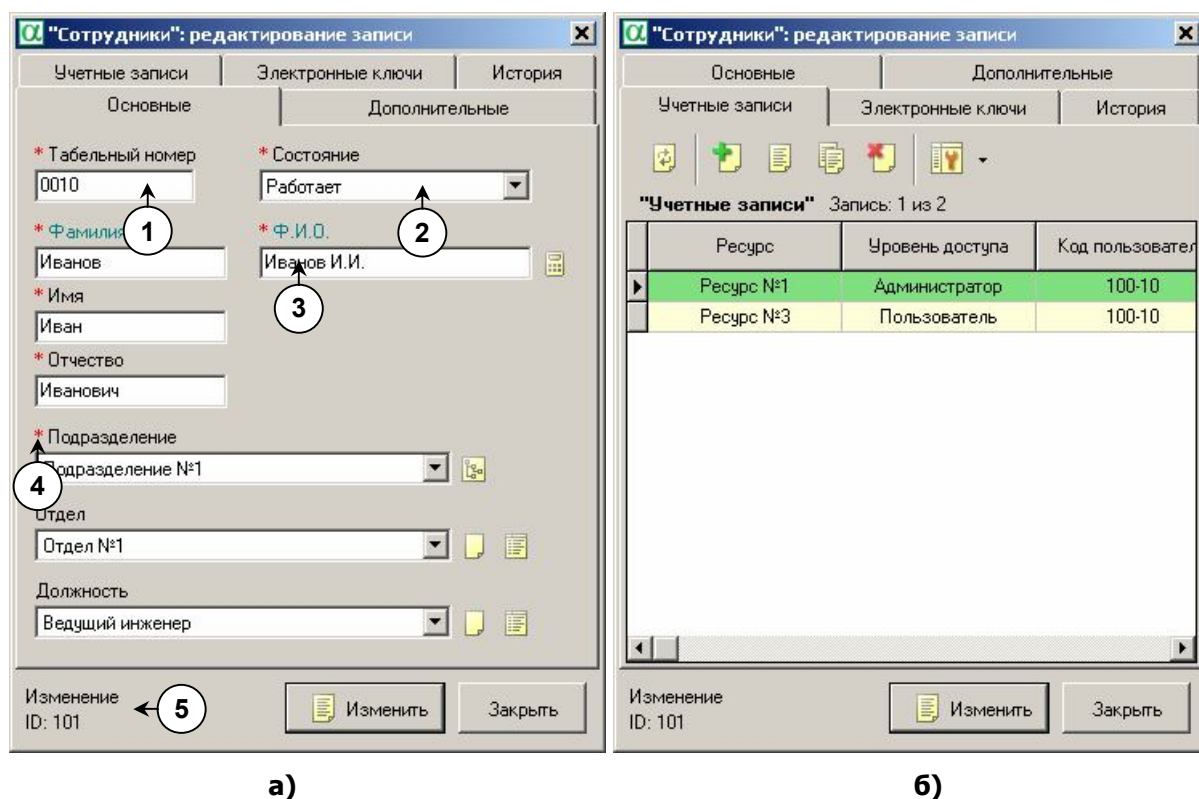 "Сотрудники": редактирование записи
Учетные записи Электронные ключи История
Основные Дополнительные
* Табельный номер * Состояние
0010 Работает
1 2
* Фамилия * Ф.И.О.
Иванов Иванов И.И.
3
* Имя
Иван
* Отчество
Иванович
* Подразделение
Подразделение №1
4
Отдел
Отдел №1
Должность
Ведущий инженер
Изменение
ID: 101
5
Изменить Закрыть
а)
"Сотрудники": редактирование записи
Основные Дополнительные
Учетные записи Электронные ключи История
"Учетные записи" Запись: 1 из 2
Ресурс Уровень доступа Код пользовател
Ресурс №1 Администратор 100-10
Ресурс №3 Пользователь 100-10
Изменение
ID: 101
Изменить Закрыть
б)